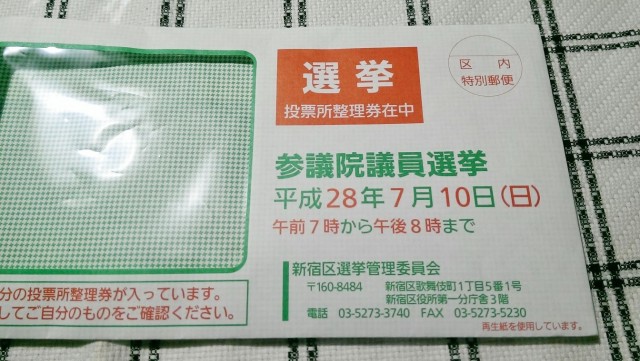 選挙
投票所整理券在中
区内
特別郵便
参議院議員選挙
平成28年7月10日(日)
午前7時から午後8時まで
新宿区選挙管理委員会
〒160-8484 新宿区歌舞伎町1丁目5番1号
新宿区役所第一分庁舎3階
電話 03-5273-3740 FAX 03-5273-5230
再生紙を使用しています。
分の投票所整理券が入っています。
してご自分のものをご確認ください。